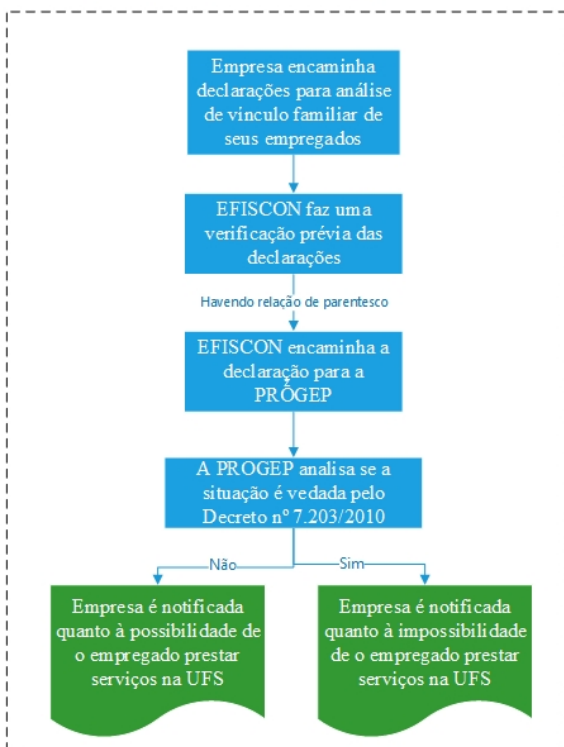 Empresa encaminha
declarações para análise
de vínculo familiar de
seus empregados
EFISCON faz uma
verificação prévia das
declarações
Havendo relação de parentesco
EFISCON encaminha a
declaração para a
PROGEP
A PROGEP analisa se a
situação é vedada pelo
Decreto nº 7.203/2010
Não
Sim
Empresa é notificada
quanto à possibilidade de
o empregado prestar
serviços na UFS
Empresa é notificada
quanto à impossibilidade
de o empregado prestar
serviços na UFS